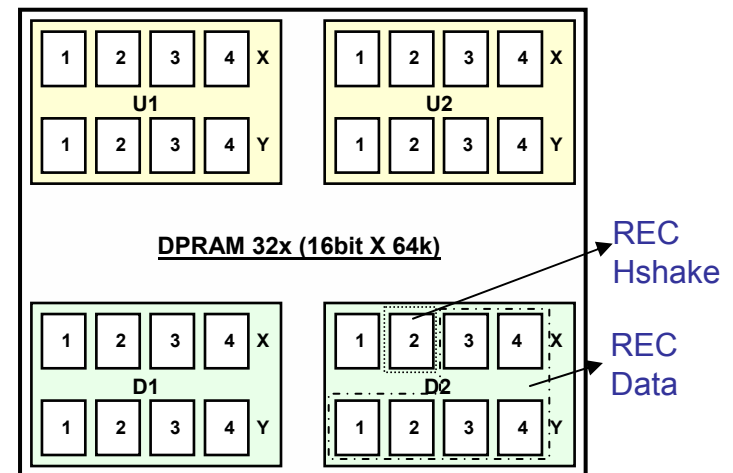 1 2 3 4 X
U1
1 2 3 4 Y
1 2 3 4 X
U2
1 2 3 4 Y
DPRAM 32x (16bit X 64k)
REC
Hshake
1 2 3 4 X
D1
1 2 3 4 Y
1 2 3 4 X
D2
1 2 3 4 Y
REC
Data